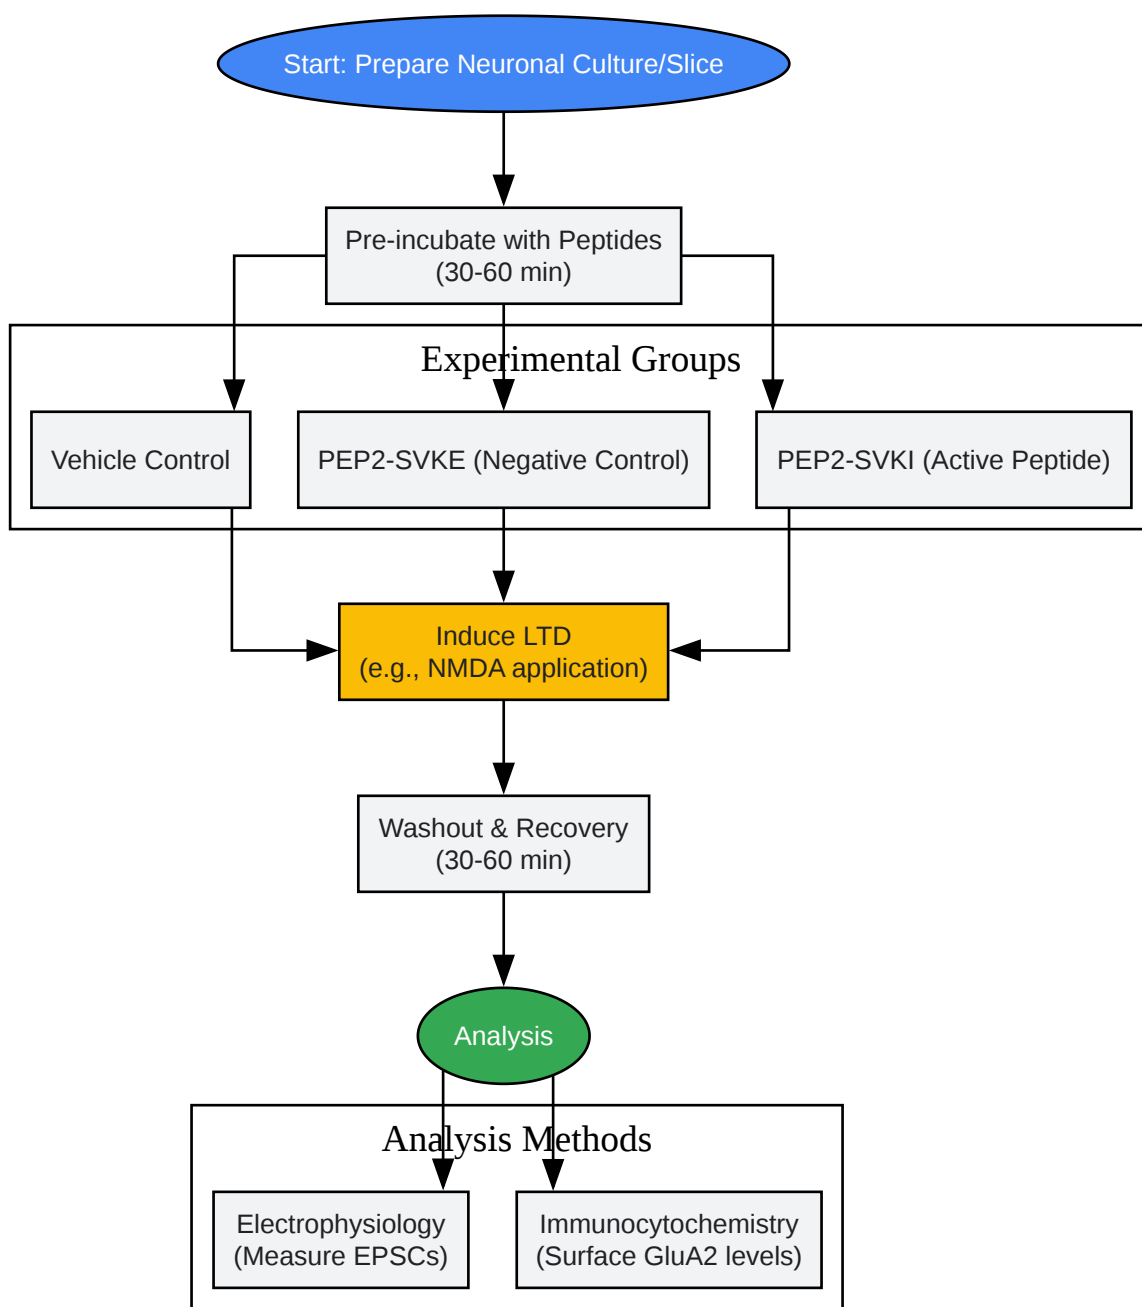 Start: Prepare Neuronal Culture/Slice
Pre-incubate with Peptides
(30-60 min)
Experimental Groups
Vehicle Control
PEP2-SVKE (Negative Control)
PEP2-SVKI (Active Peptide)
Induce LTD
(e.g., NMDA application)
Washout & Recovery
(30-60 min)
Analysis
Analysis Methods
Electrophysiology
(Measure EPSCs)
Immunocytochemistry
(Surface GluA2 levels)